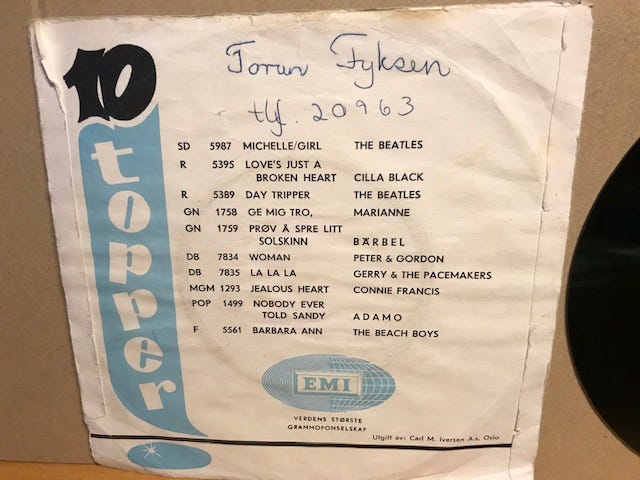 10 topper!
Torun Fyksen
tlf. 20963
SD 5987 MICHELLE/GIRL THE BEATLES
R 5395 LOVE'S JUST A
BROKEN HEART CILLA BLACK
R 5389 DAY TRIPPER THE BEATLES
GN 1758 GE MIG TRO, MARIANNE
GN 1759 PRØV Å SPRE LITT
SOLSKINN BÄRBEL
DB 7834 WOMAN PETER & GORDON
DB 7835 LA LA LA GERRY & THE PACEMAKERS
MGM 1293 JEALOUS HEART CONNIE FRANCIS
POP 1499 NOBODY EVER
TOLD SANDY ADAMO
F 5561 BARBARA ANN THE BEACH BOYS
EMI
VERDENS STØRSTE
GRAMMOFONSELSKAP
Utgitt av: Carl M. Iversen A.s, Oslo